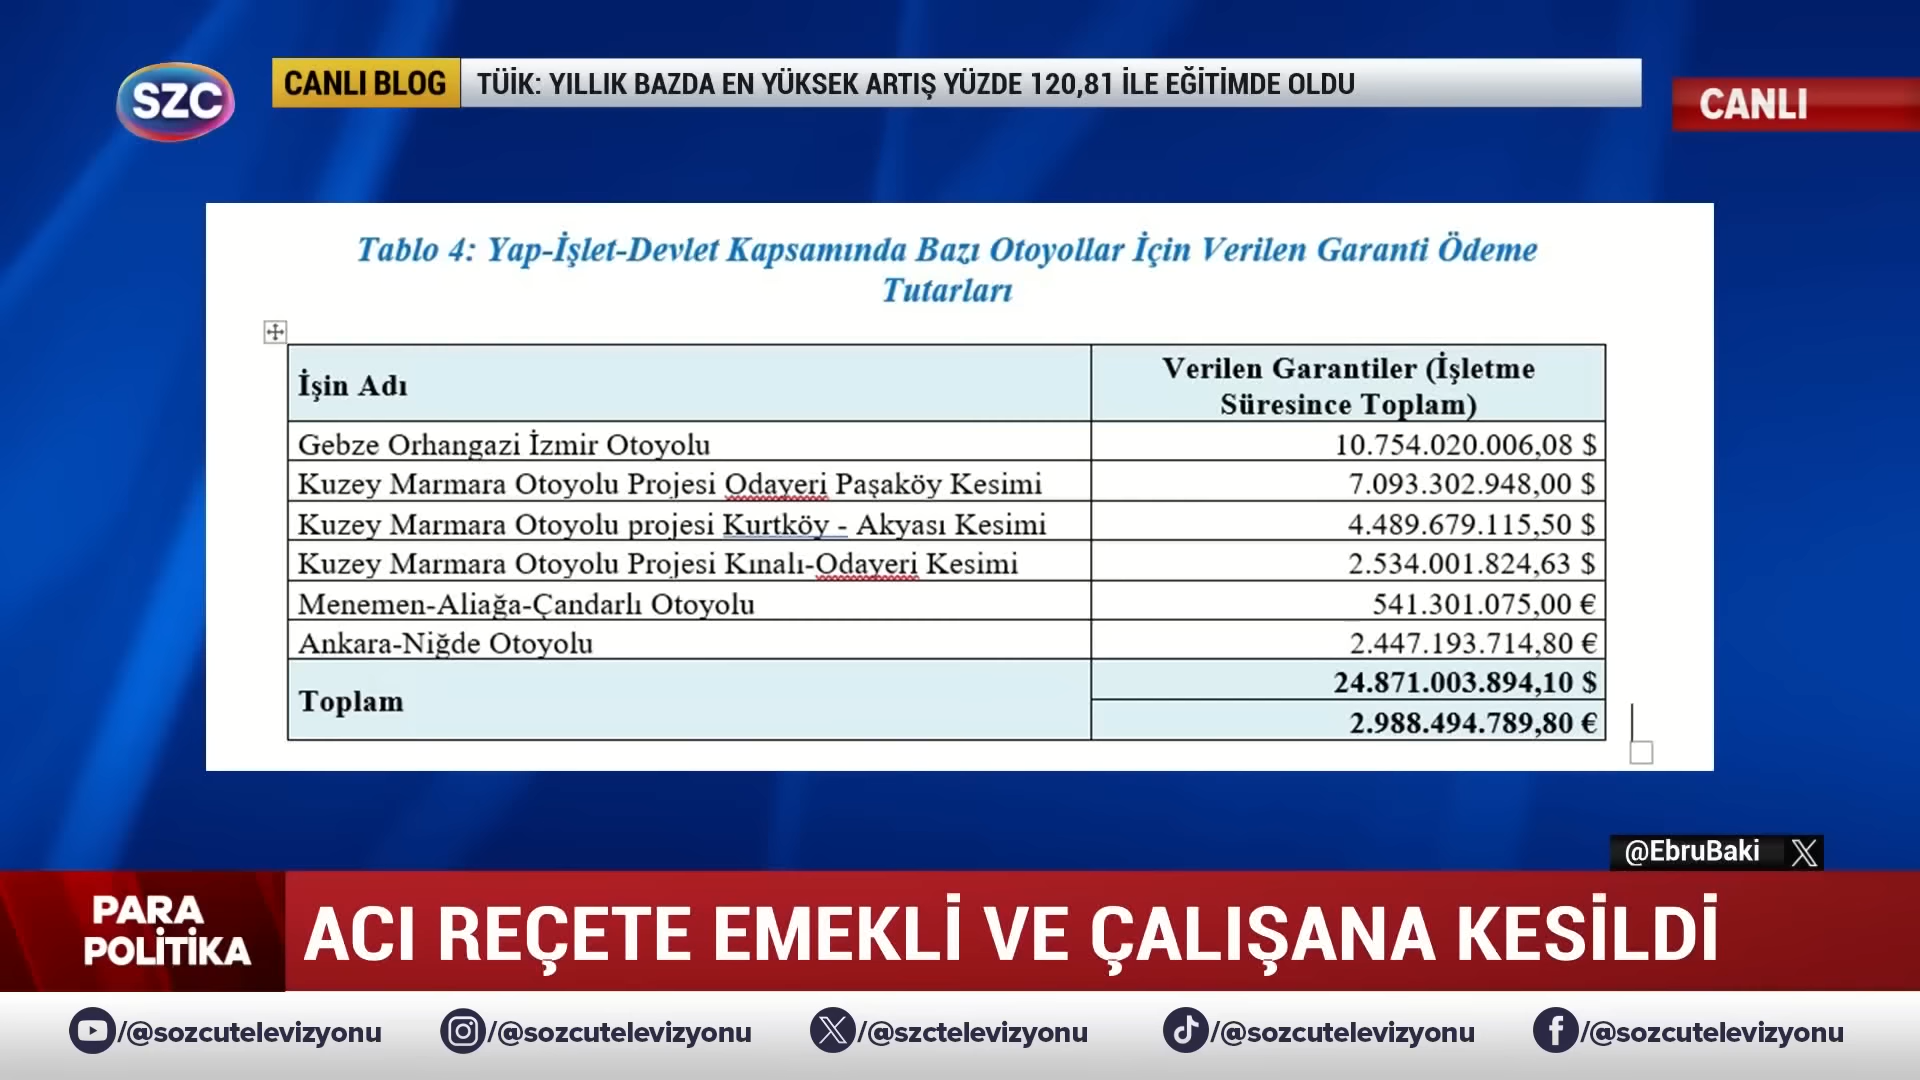 SZC
CANLI BLOG
TÜİK: YILLIK BAZDA EN YÜKSEK ARTIŞ YÜZDE 120,81 İLE EĞİTİMDE OLDU
CANLI
Tablo 4: Yap-İşlet-Devlet Kapsamında Bazı Otoyollar İçin Verilen Garanti Ödeme
Tutarları
İşin Adı
Verilen Garantiler (İşletme
Süresince Toplam)
Gebze Orhangazi İzmir Otoyolu 10.754.020.006,08 $
Kuzey Marmara Otoyolu Projesi Odayeri Paşaköy Kesimi 7.093.302.948,00 $
Kuzey Marmara Otoyolu projesi Kurtköy - Akyası Kesimi 4.489.679.115,50 $
Kuzey Marmara Otoyolu Projesi Kınalı-Odayeri Kesimi 2.534.001.824,63 $
Menemen-Aliağa-Çandarlı Otoyolu 541.301.075,00 €
Ankara-Niğde Otoyolu 2.447.193.714,80 €
Toplam
24.871.003.894,10 $
2.988.494.789,80 €
@EbruBaki
PARA
POLİTİKA
ACI REÇETE EMEKLİ VE ÇALIŞANA KESİLDİ
/@sozcutelevizyonu /@sozcutelevizyonu /@szctelevizyonu /@sozcutelevizyonu /@sozcutelevizyonu